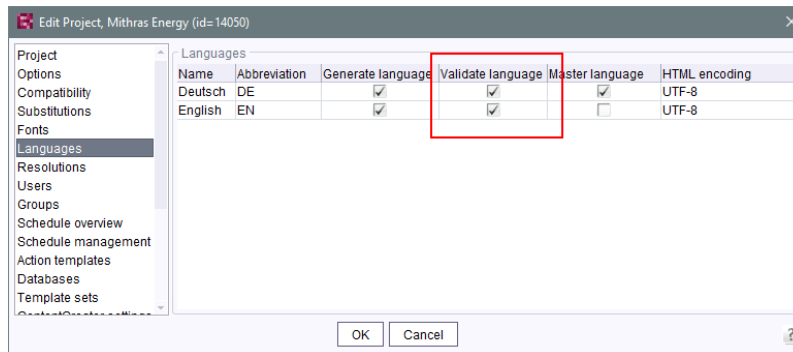 Edit Project, Mithras Energy (id=14050)
Project
Options
Compatibility
Substitutions
Fonts
Languages
Resolutions
Users
Groups
Schedule overview
Schedule management
Action templates
Databases
Template sets
Languages
Name Abbreviation Generate language Validate language Master language HTML encoding
Deutsch DE UTF-8
English EN UTF-8
OK Cancel
?